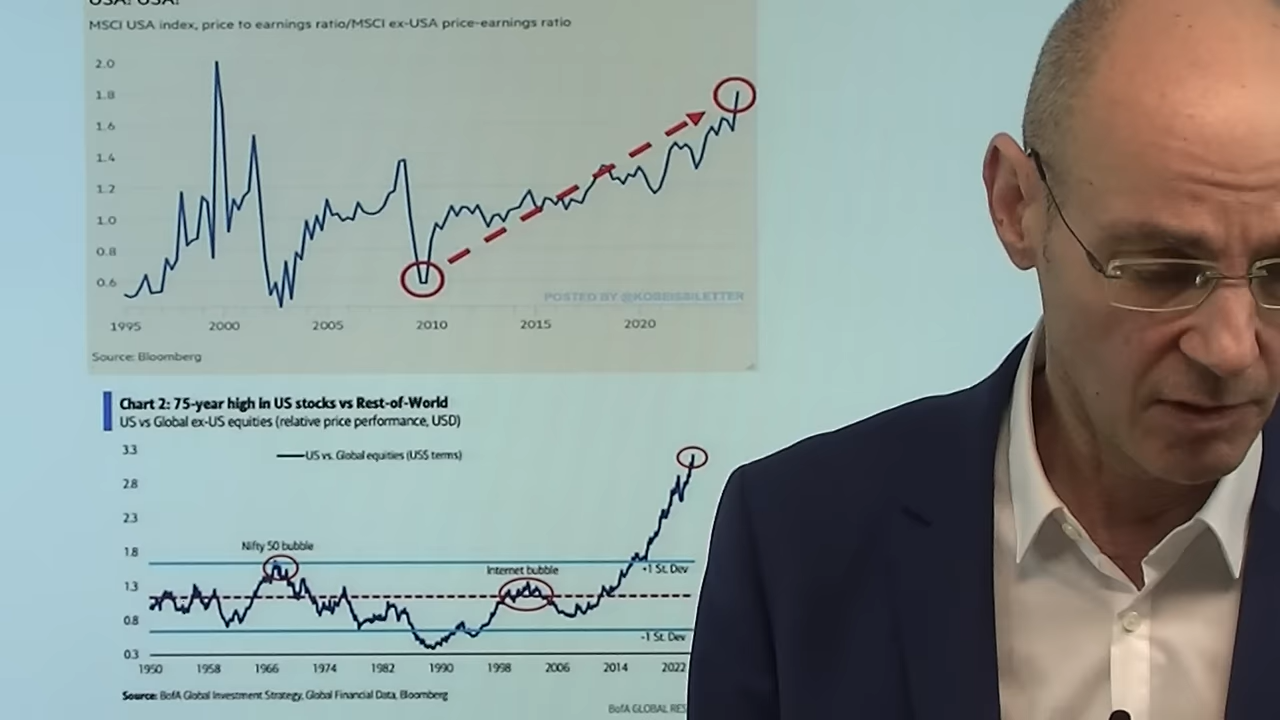 USA! USA!
MSCI USA index, price to earnings ratio/MSCI ex-USA price-earnings ratio
2.0
1.8
1.6
1.4
1.2
1.0
0.8
0.6
POSTED BY @KOBEISSILETTER
1995 2000 2005 2010 2015 2020
Source: Bloomberg
Chart 2: 75-year high in US stocks vs Rest-of-World
US vs Global ex-US equities (relative price performance, USD)
3.3
US vs. Global equities (US$ terms)
2.8
2.3
1.8
Nifty 50 bubble
Internet bubble
+1 St. Dev
1.3
0.8
-1 St. Dev
0.3
1950 1958 1966 1974 1982 1990 1998 2006 2014 2022
Source: BofA Global Investment Strategy, Global Financial Data, Bloomberg
BofA GLOBAL RES